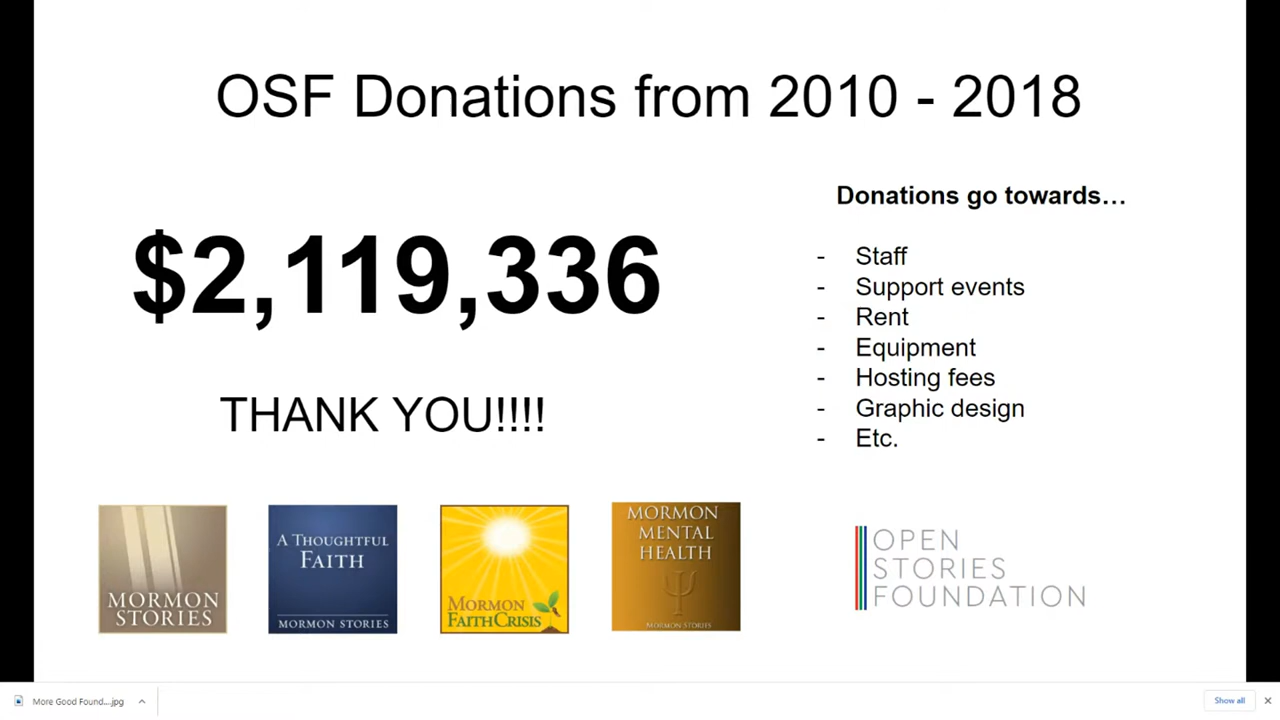 OSF Donations from 2010 - 2018
$2,119,336
THANK YOU!!!!
Donations go towards…
- Staff
- Support events
- Rent
- Equipment
- Hosting fees
- Graphic design
- Etc.
MORMON
STORIES
A THOUGHTFUL
FAITH
MORMON STORIES
MORMON
FAITHCRISIS
MORMON
MENTAL
HEALTH
Ψ
MORMON STORIES
OPEN
STORIES
FOUNDATION
More Good Found....jpg
Show all